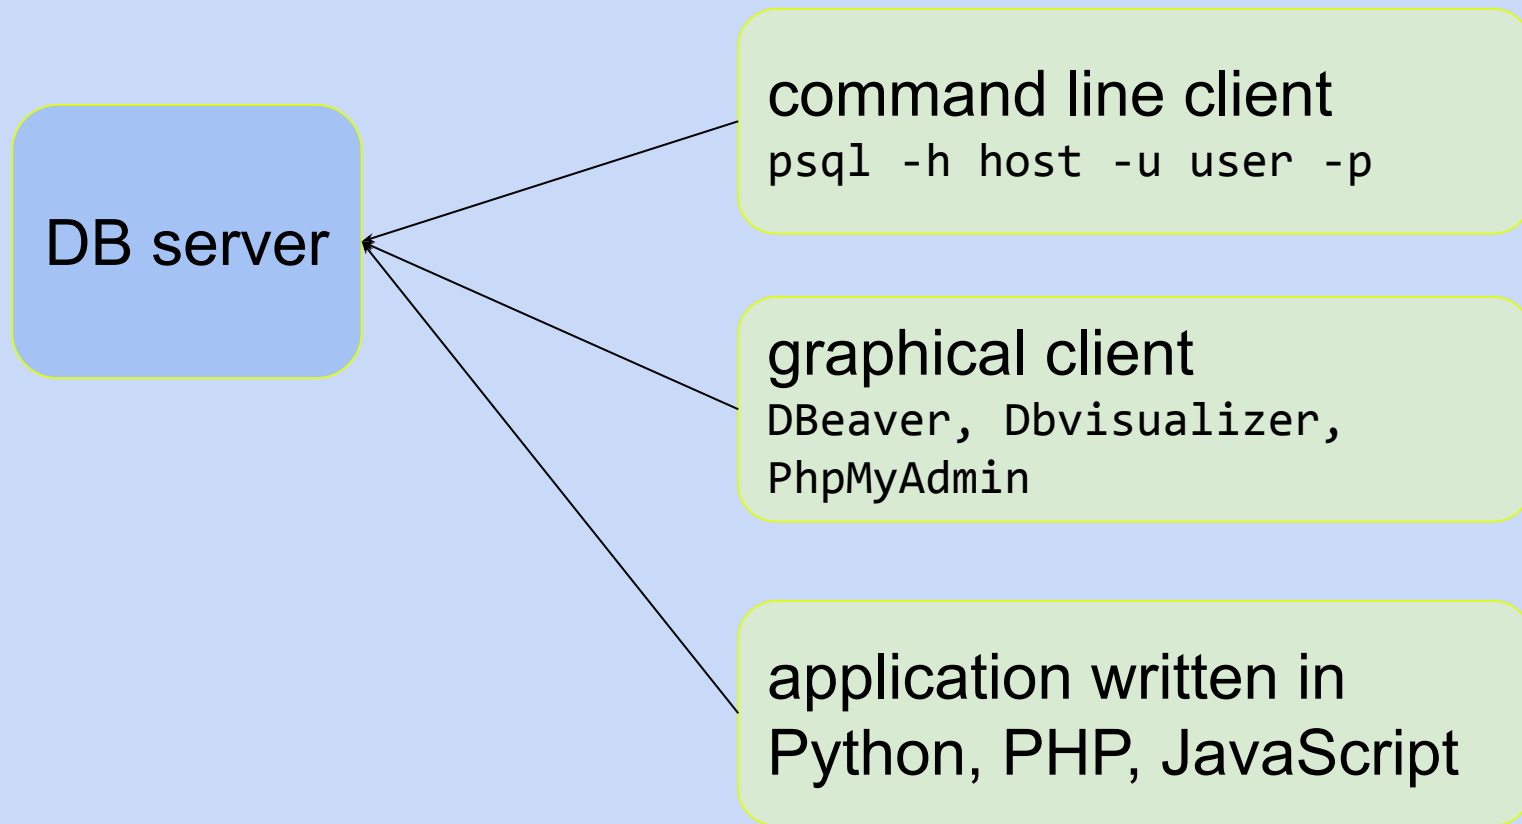 DB server
command line client
psql -h host -u user -p
graphical client
DBeaver, Dbvisualizer,
PhpMyAdmin
application written in
Python, PHP, JavaScript